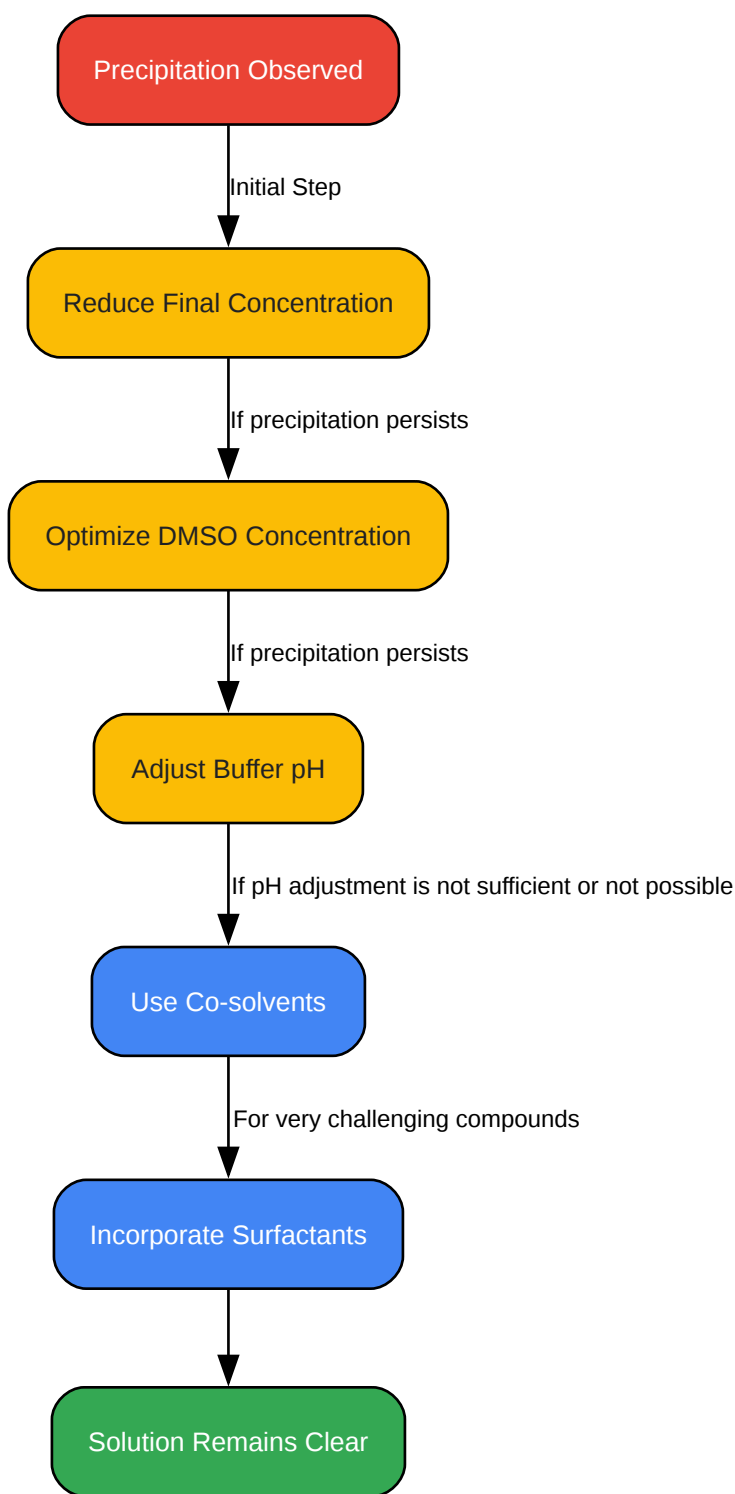 Precipitation Observed
Initial Step
Reduce Final Concentration
If precipitation persists
Optimize DMSO Concentration
If precipitation persists
Adjust Buffer pH
If pH adjustment is not sufficient or not possible
Use Co-solvents
For very challenging compounds
Incorporate Surfactants
Solution Remains Clear